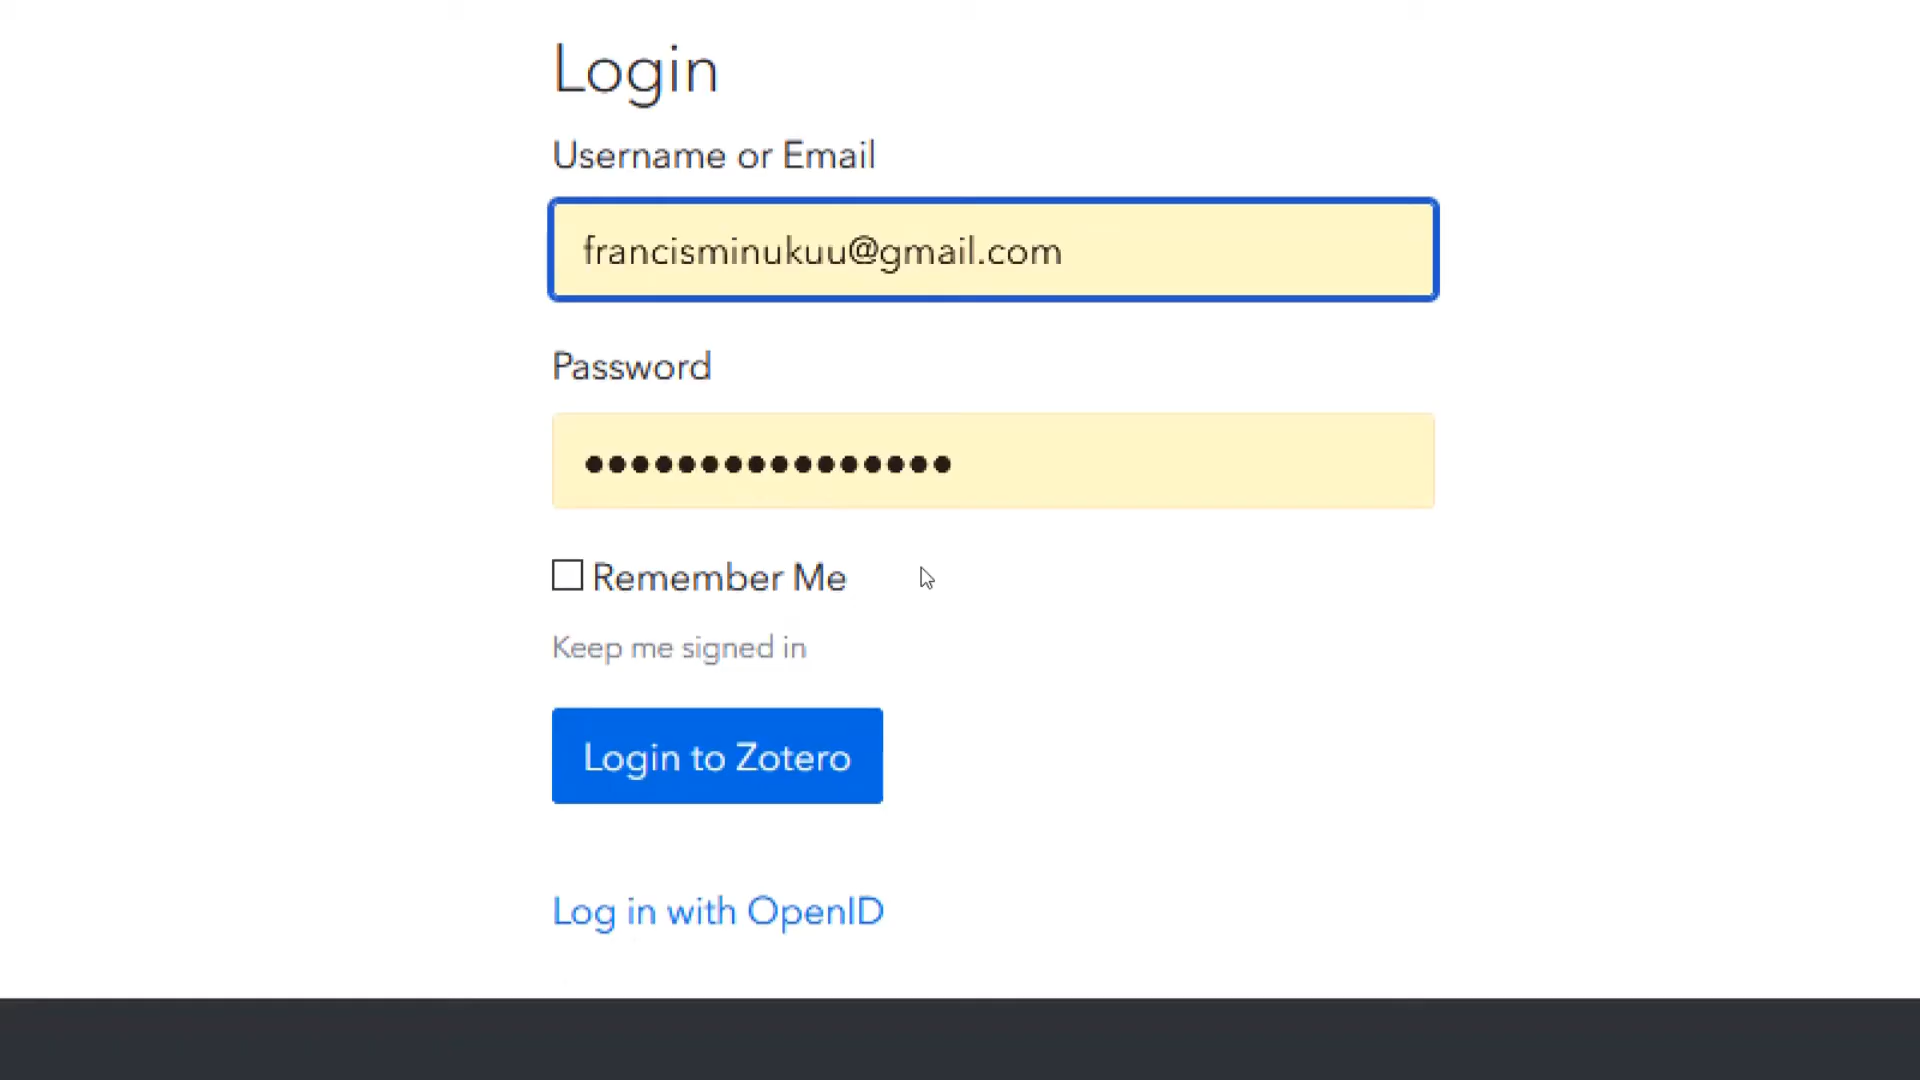 Login
Username or Email
francisminukuu@gmail.com
Password
••••••••••••••••
Remember Me
Keep me signed in
Login to Zotero
Log in with OpenID